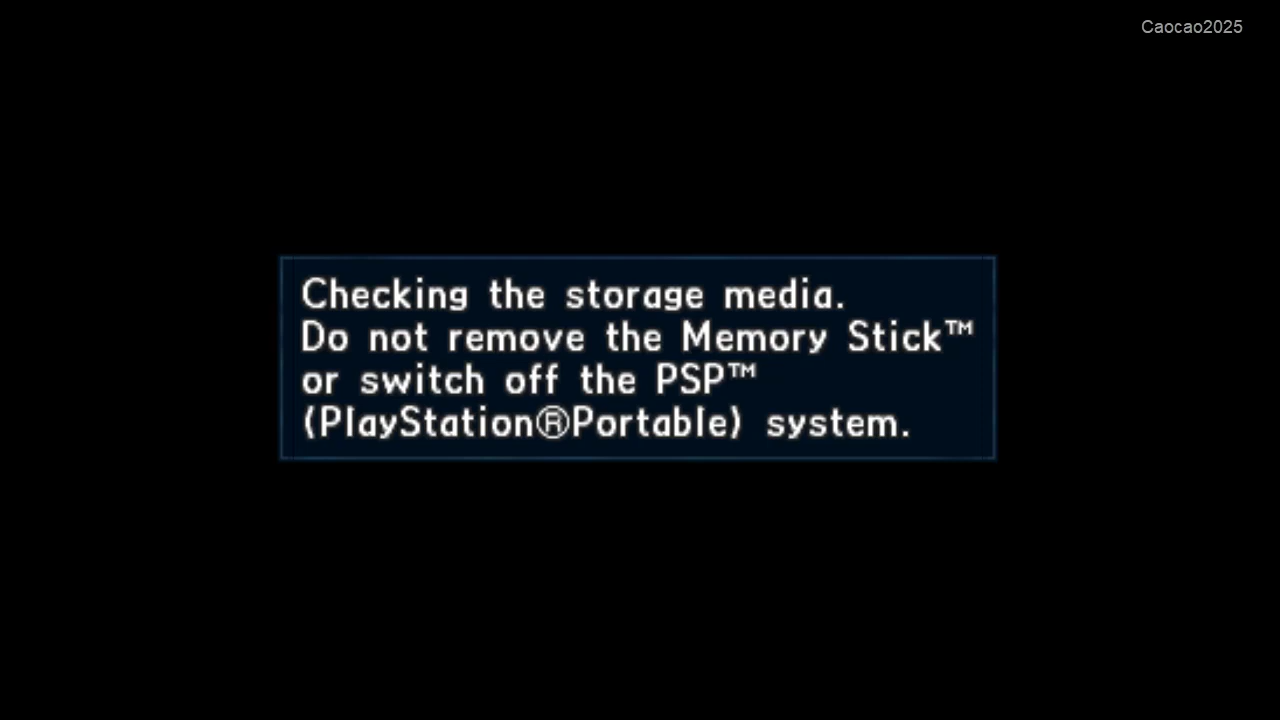 Caocao2025
Checking the storage media.
Do not remove the Memory Stick™
or switch off the PSP™
(PlayStation®Portable) system.